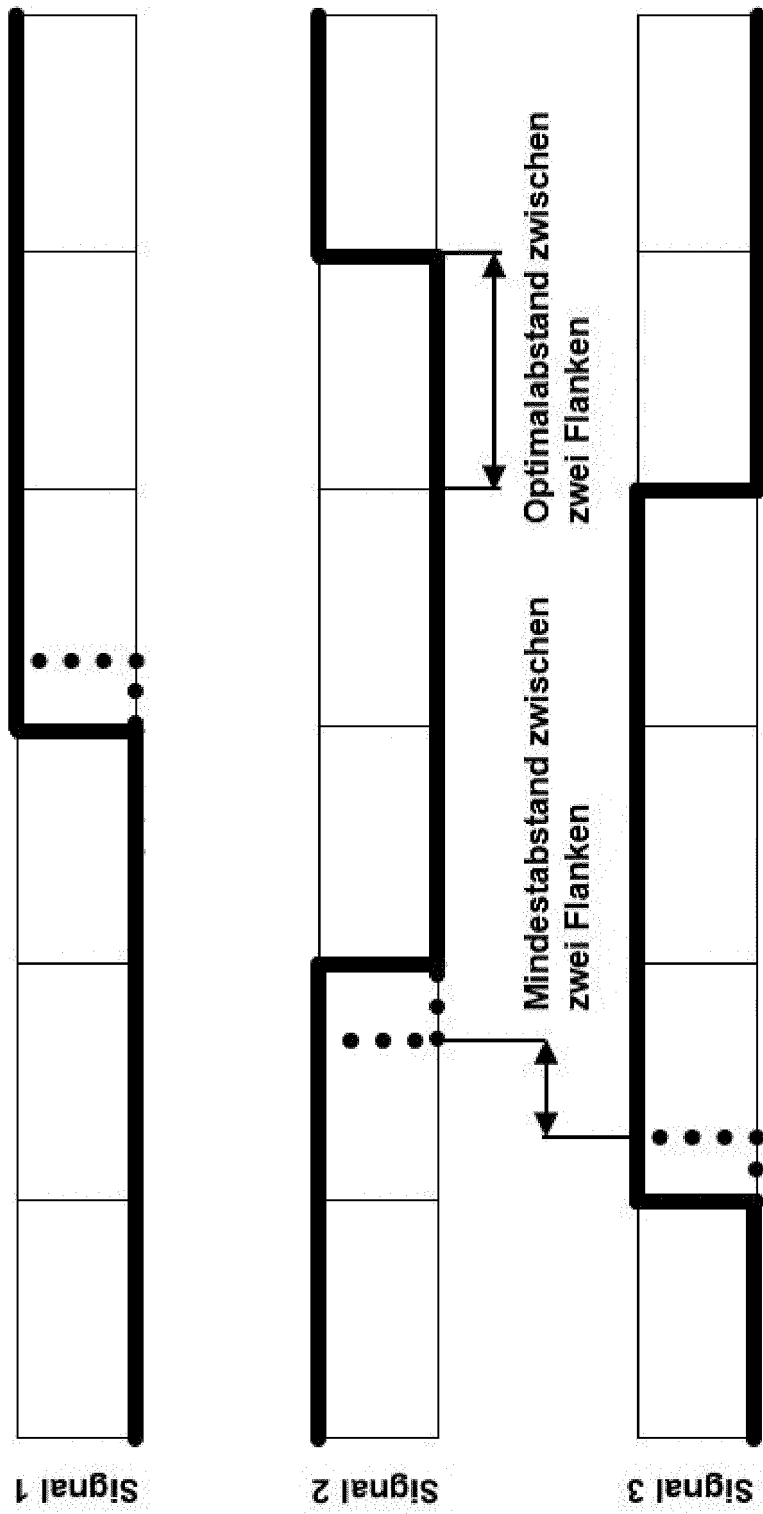 Signal 1
Signal 2
Mindestabstand zwischen
zwei Flanken
Optimalabstand zwischen
zwei Flanken
Signal 3